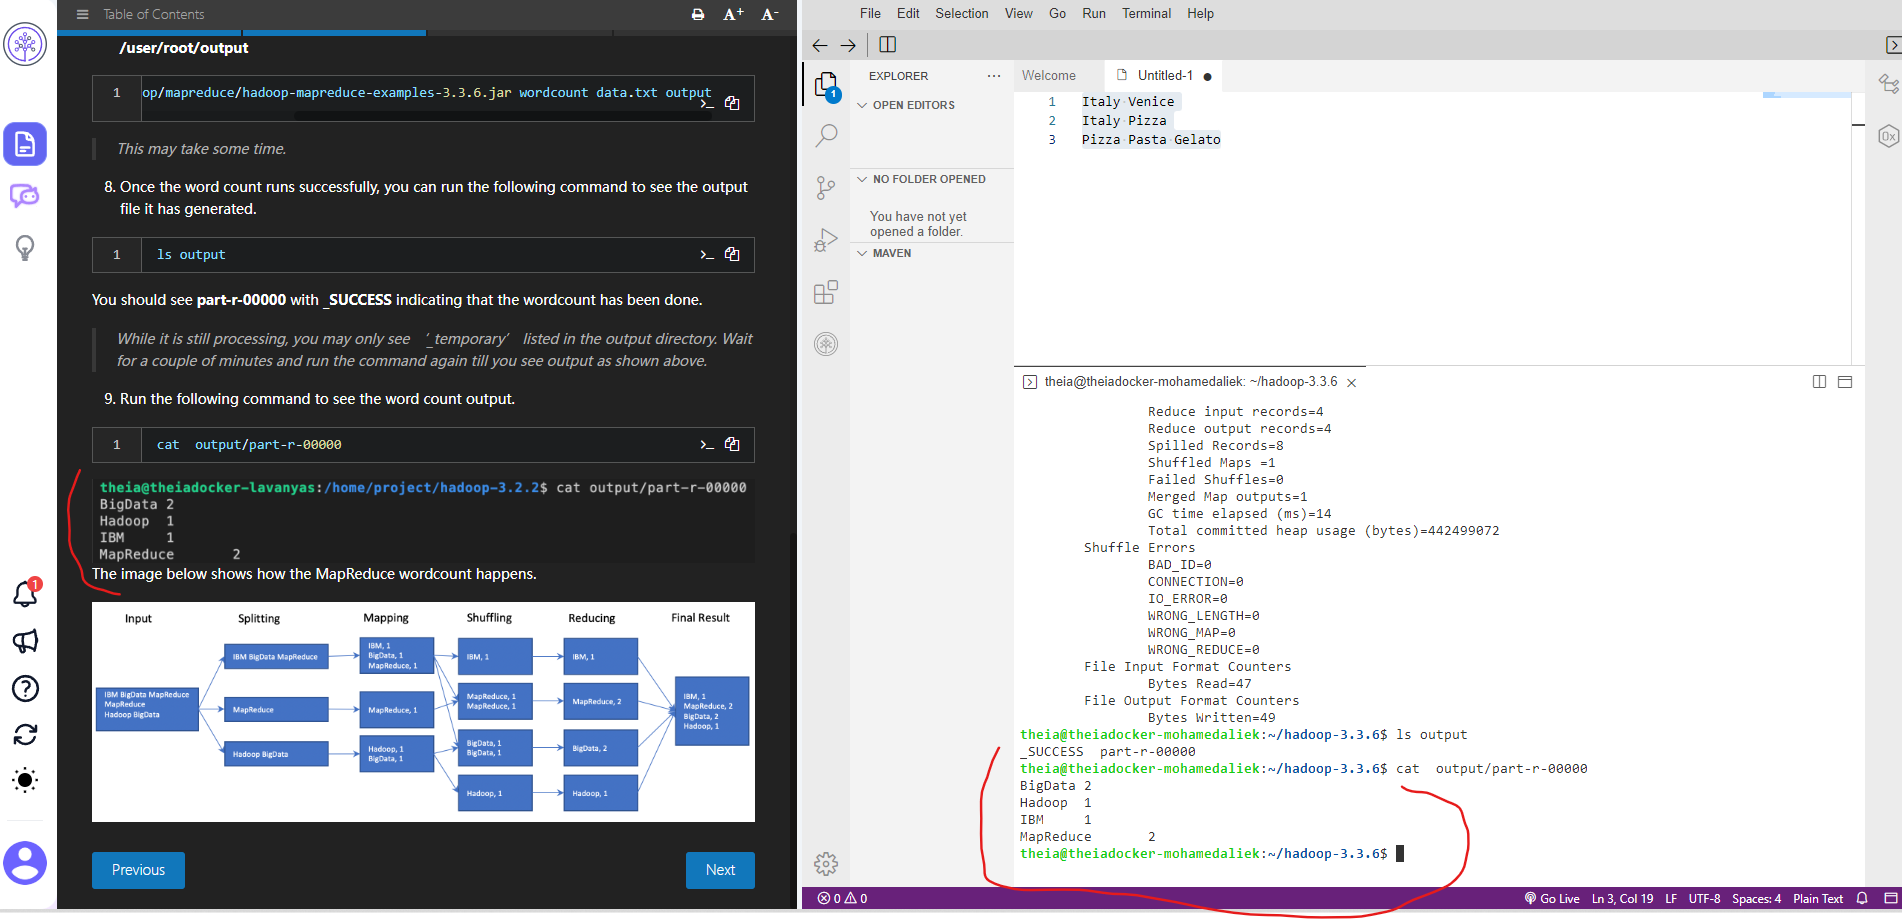 Table of Contents
A+ A-
/user/root/output
1 op/mapreduce/hadoop-mapreduce-examples-3.3.6.jar wordcount data.txt output
This may take some time.
8. Once the word count runs successfully, you can run the following command to see the output
file it has generated.
1 ls output
You should see part-r-00000 with _SUCCESS indicating that the wordcount has been done.
While it is still processing, you may only see ‘_temporary’ listed in the output directory. Wait
for a couple of minutes and run the command again till you see output as shown above.
9. Run the following command to see the word count output.
1 cat  output/part-r-00000
theia@theiadocker-lavanyas:/home/project/hadoop-3.2.2$ cat output/part-r-00000
BigData 2
Hadoop 1
IBM 1
MapReduce 2
The image below shows how the MapReduce wordcount happens.
Input Splitting Mapping Shuffling Reducing Final Result
IBM BigData MapReduce
MapReduce
Hadoop BigData
IBM BigData MapReduce
MapReduce
Hadoop BigData
IBM, 1
BigData, 1
MapReduce, 1
MapReduce, 1
Hadoop, 1
BigData, 1
IBM, 1
MapReduce, 1
MapReduce, 1
BigData, 1
BigData, 1
Hadoop, 1
IBM, 1
MapReduce, 2
BigData, 2
Hadoop, 1
IBM, 1
MapReduce, 2
BigData, 2
Hadoop, 1
Previous Next
1
File Edit Selection View Go Run Terminal Help
1
EXPLORER
OPEN EDITORS
NO FOLDER OPENED
You have not yet
opened a folder.
MAVEN
Welcome Untitled-1
1 Italy Venice
2 Italy Pizza
3 Pizza Pasta Gelato
0x
theia@theiadocker-mohamedaliek: ~/hadoop-3.3.6
Reduce input records=4
Reduce output records=4
Spilled Records=8
Shuffled Maps =1
Failed Shuffles=0
Merged Map outputs=1
GC time elapsed (ms)=14
Total committed heap usage (bytes)=442499072
Shuffle Errors
BAD_ID=0
CONNECTION=0
IO_ERROR=0
WRONG_LENGTH=0
WRONG_MAP=0
WRONG_REDUCE=0
File Input Format Counters
Bytes Read=47
File Output Format Counters
Bytes Written=49
theia@theiadocker-mohamedaliek:~/hadoop-3.3.6$ ls output
_SUCCESS  part-r-00000
theia@theiadocker-mohamedaliek:~/hadoop-3.3.6$ cat  output/part-r-00000
BigData 2
Hadoop 1
IBM 1
MapReduce 2
theia@theiadocker-mohamedaliek:~/hadoop-3.3.6$
0 0 Go Live Ln 3, Col 19 LF UTF-8 Spaces: 4 Plain Text